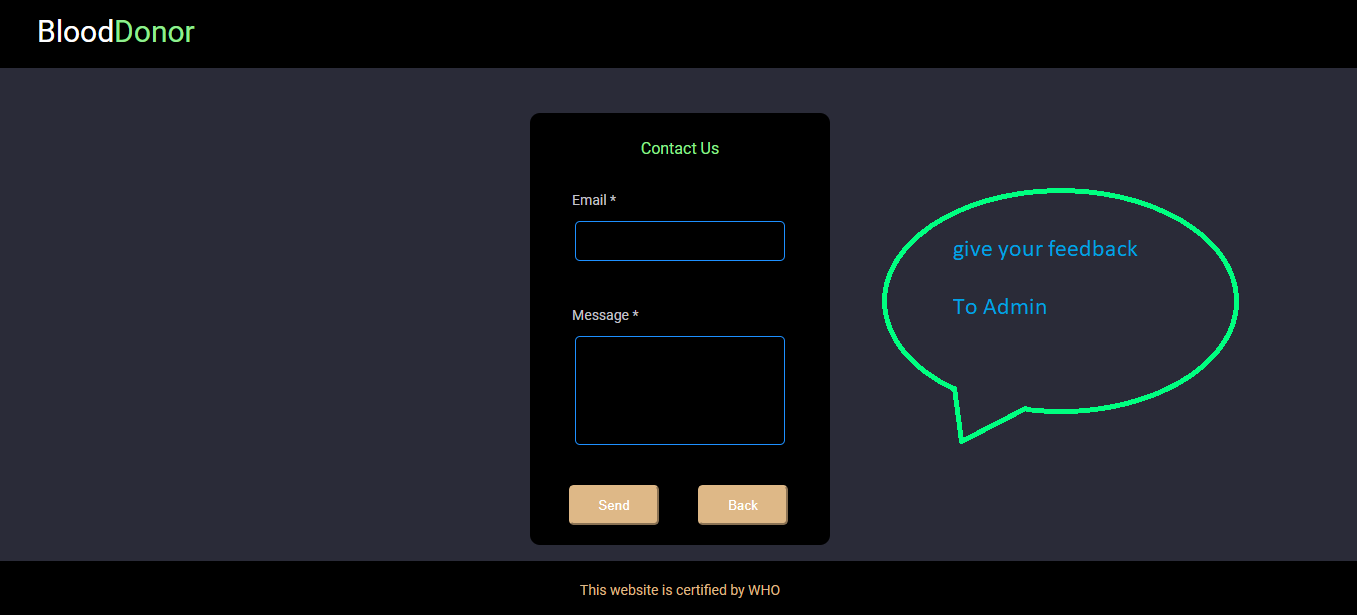 BloodDonor
Contact Us
Email *
give your feedback
To Admin
Message *
Send
Back
This website is certified by WHO